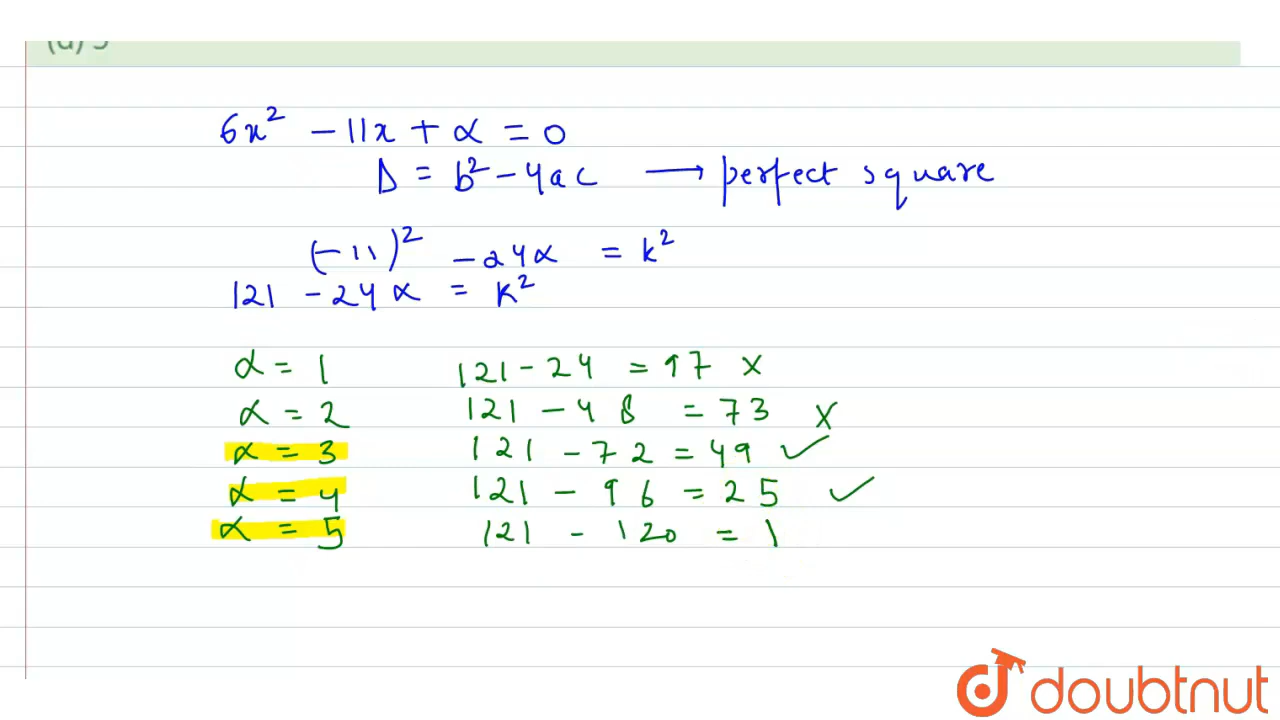 6x² - 11x + α = 0
D = b² - 4ac → perfect square
(-11)² - 24α = k²
121 - 24α = k²
α = 1 121 - 24 = 97 ×
α = 2 121 - 48 = 73 ×
α = 3 121 - 72 = 49 ✓
α = 4 121 - 96 = 25 ✓
α = 5 121 - 120 = 1
doubtnut